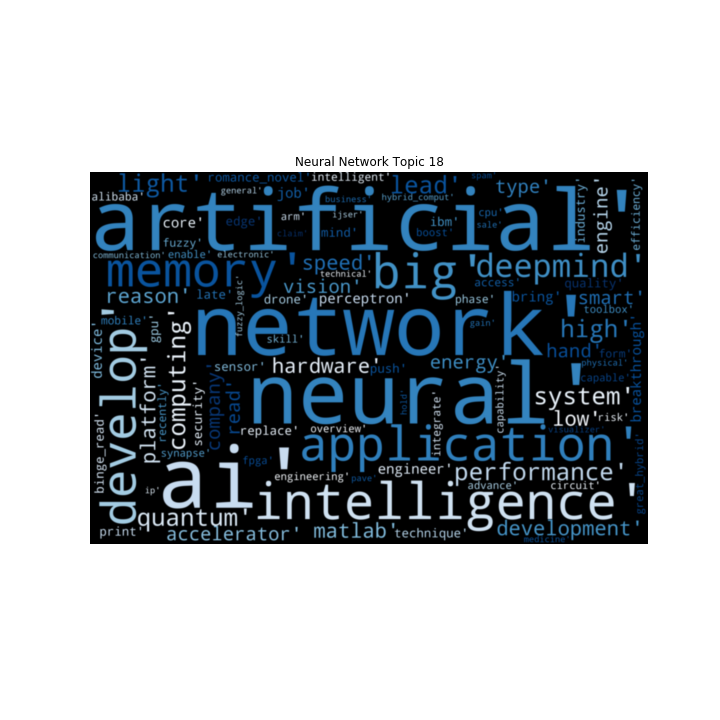 Neural Network Topic 18
light'
romance_novel'
intelligent'
spam'
alibaba'
general'
job'
business'
lead'
hybrid_comput'
type'
industry'
engine'
efficiency'
artificial'
core'
edge'
arm'
ijser'
ibm'
cpu'
sale'
fuzzy'
claim'
mind'
boost'
communication'
enable'
electronic'
memory'
speed'
technical'
big'
deepmind'
vision'
access'
quality'
reason'
late'
fuzzy_logic'
drone'
perceptron'
phase'
bring'
smart'
toolbox'
device'
mobile'
gpu'
computing'
network'
skill'
gain'
high'
develop'
platform'
recently'
security'
company'
read'
sensor'
hardware'
push'
energy'
hand'
form'
physical'
capable'
breakthrough'
neural'
hold'
integrate'
capability'
system'
low'
risk'
binge_read'
replace'
overview'
visualizer'
synapse'
fpga'
application'
ai'
engineering'
pave'
engineer'
performance'
advance'
circuit'
great_hybrid'
ip'
intelligence'
quantum'
print'
accelerator'
matlab'
technique'
development'
medicine'